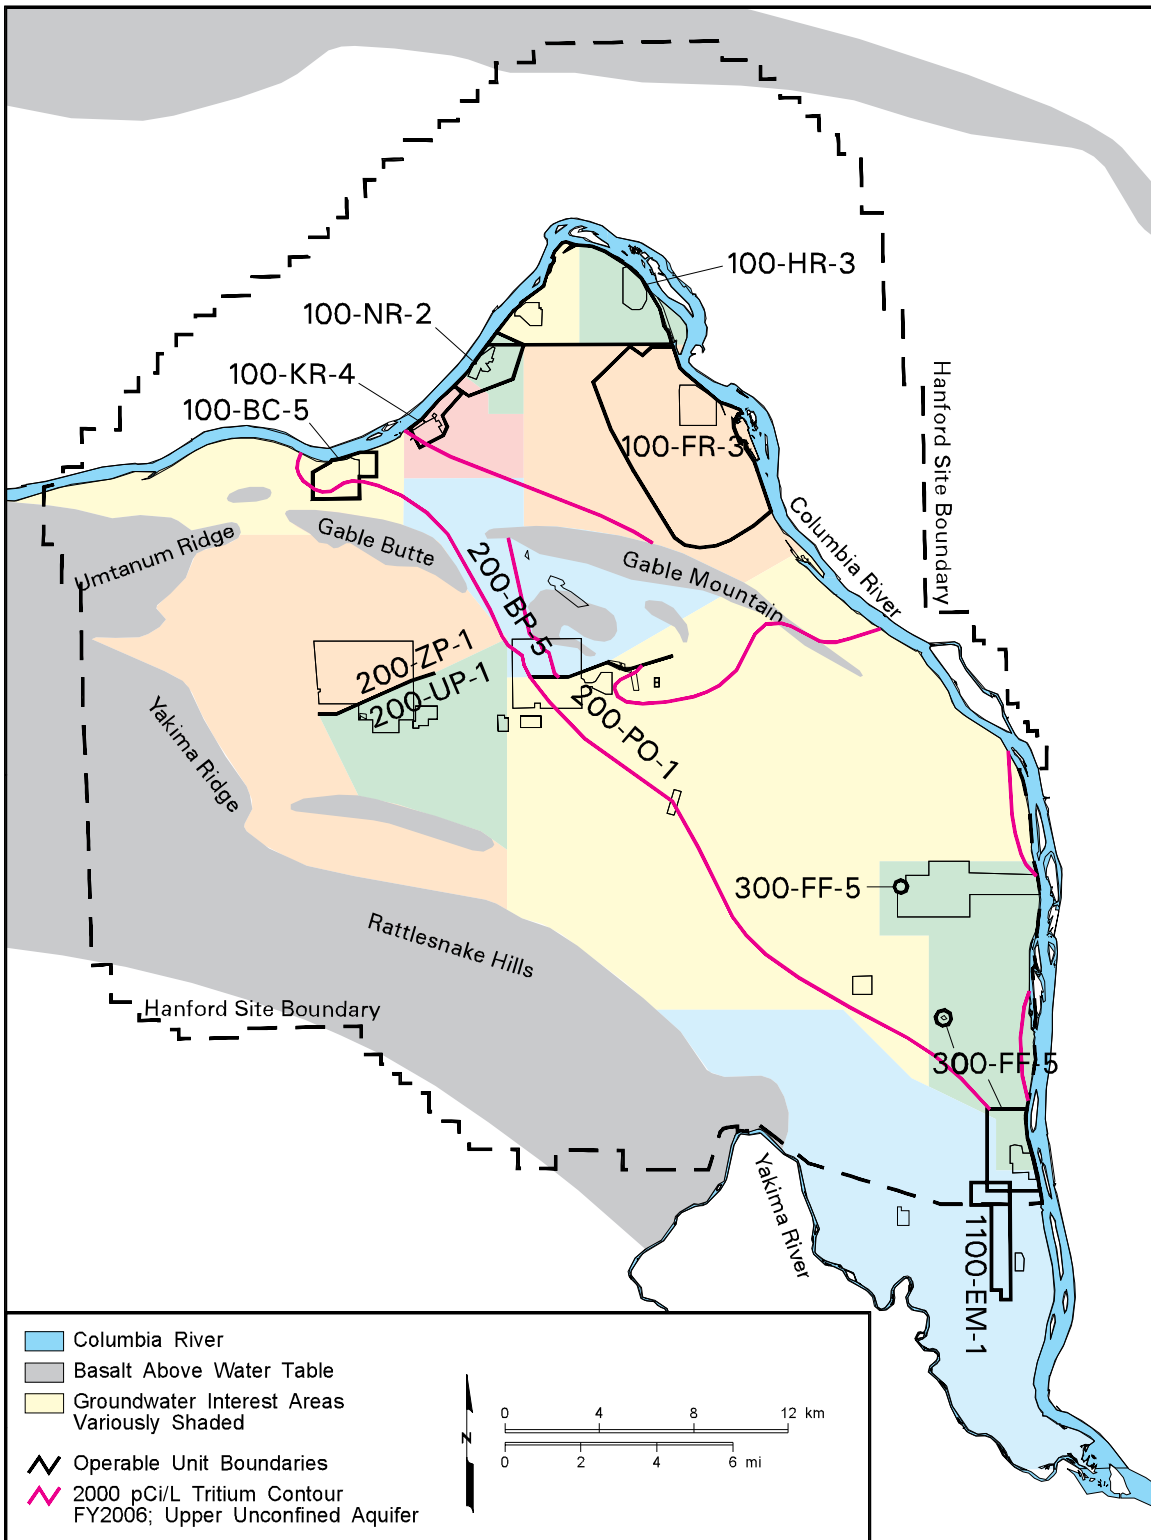 100-HR-3
100-NR-2
100-KR-4
100-BC-5
Hanford Site Boundary
100-FR-3
Columbia River
Umtanum Ridge
Gable Butte
200-BP-5
Gable Mountain
200-ZP-1
200-UP-1
200-PO-1
Yakima Ridge
300-FF-5
Rattlesnake Hills
Hanford Site Boundary
300-FF-5
Yakima River
1100-EM-1
Columbia River
Basalt Above Water Table
Groundwater Interest Areas
Variously Shaded
Operable Unit Boundaries
2000 pCi/L Tritium Contour
FY2006; Upper Unconfined Aquifer
N
0 4 8 12 km
0 2 4 6 mi